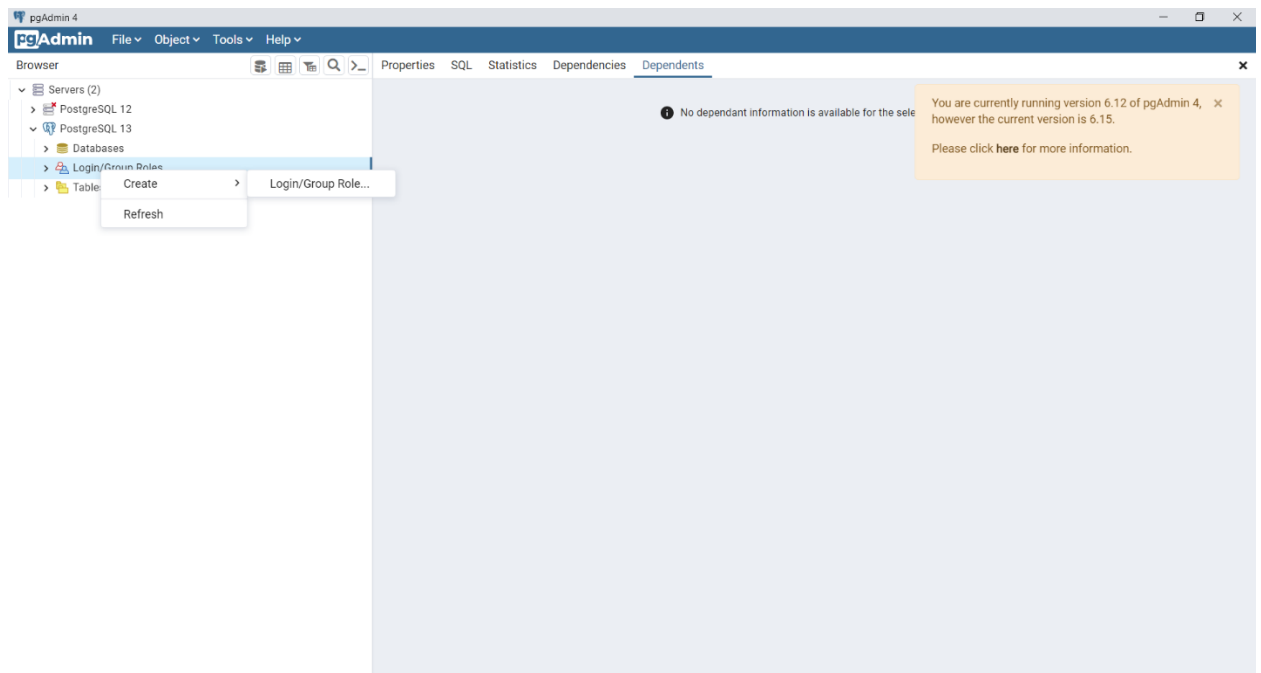 pgAdmin 4
pgAdmin File Object Tools Help
Browser
Properties SQL Statistics Dependencies Dependents
Servers (2)
PostgreSQL 12
PostgreSQL 13
Databases
Login/Group Roles
Table
Create
Login/Group Role...
Refresh
No dependant information is available for the sele
You are currently running version 6.12 of pgAdmin 4,
however the current version is 6.15.
Please click here for more information.